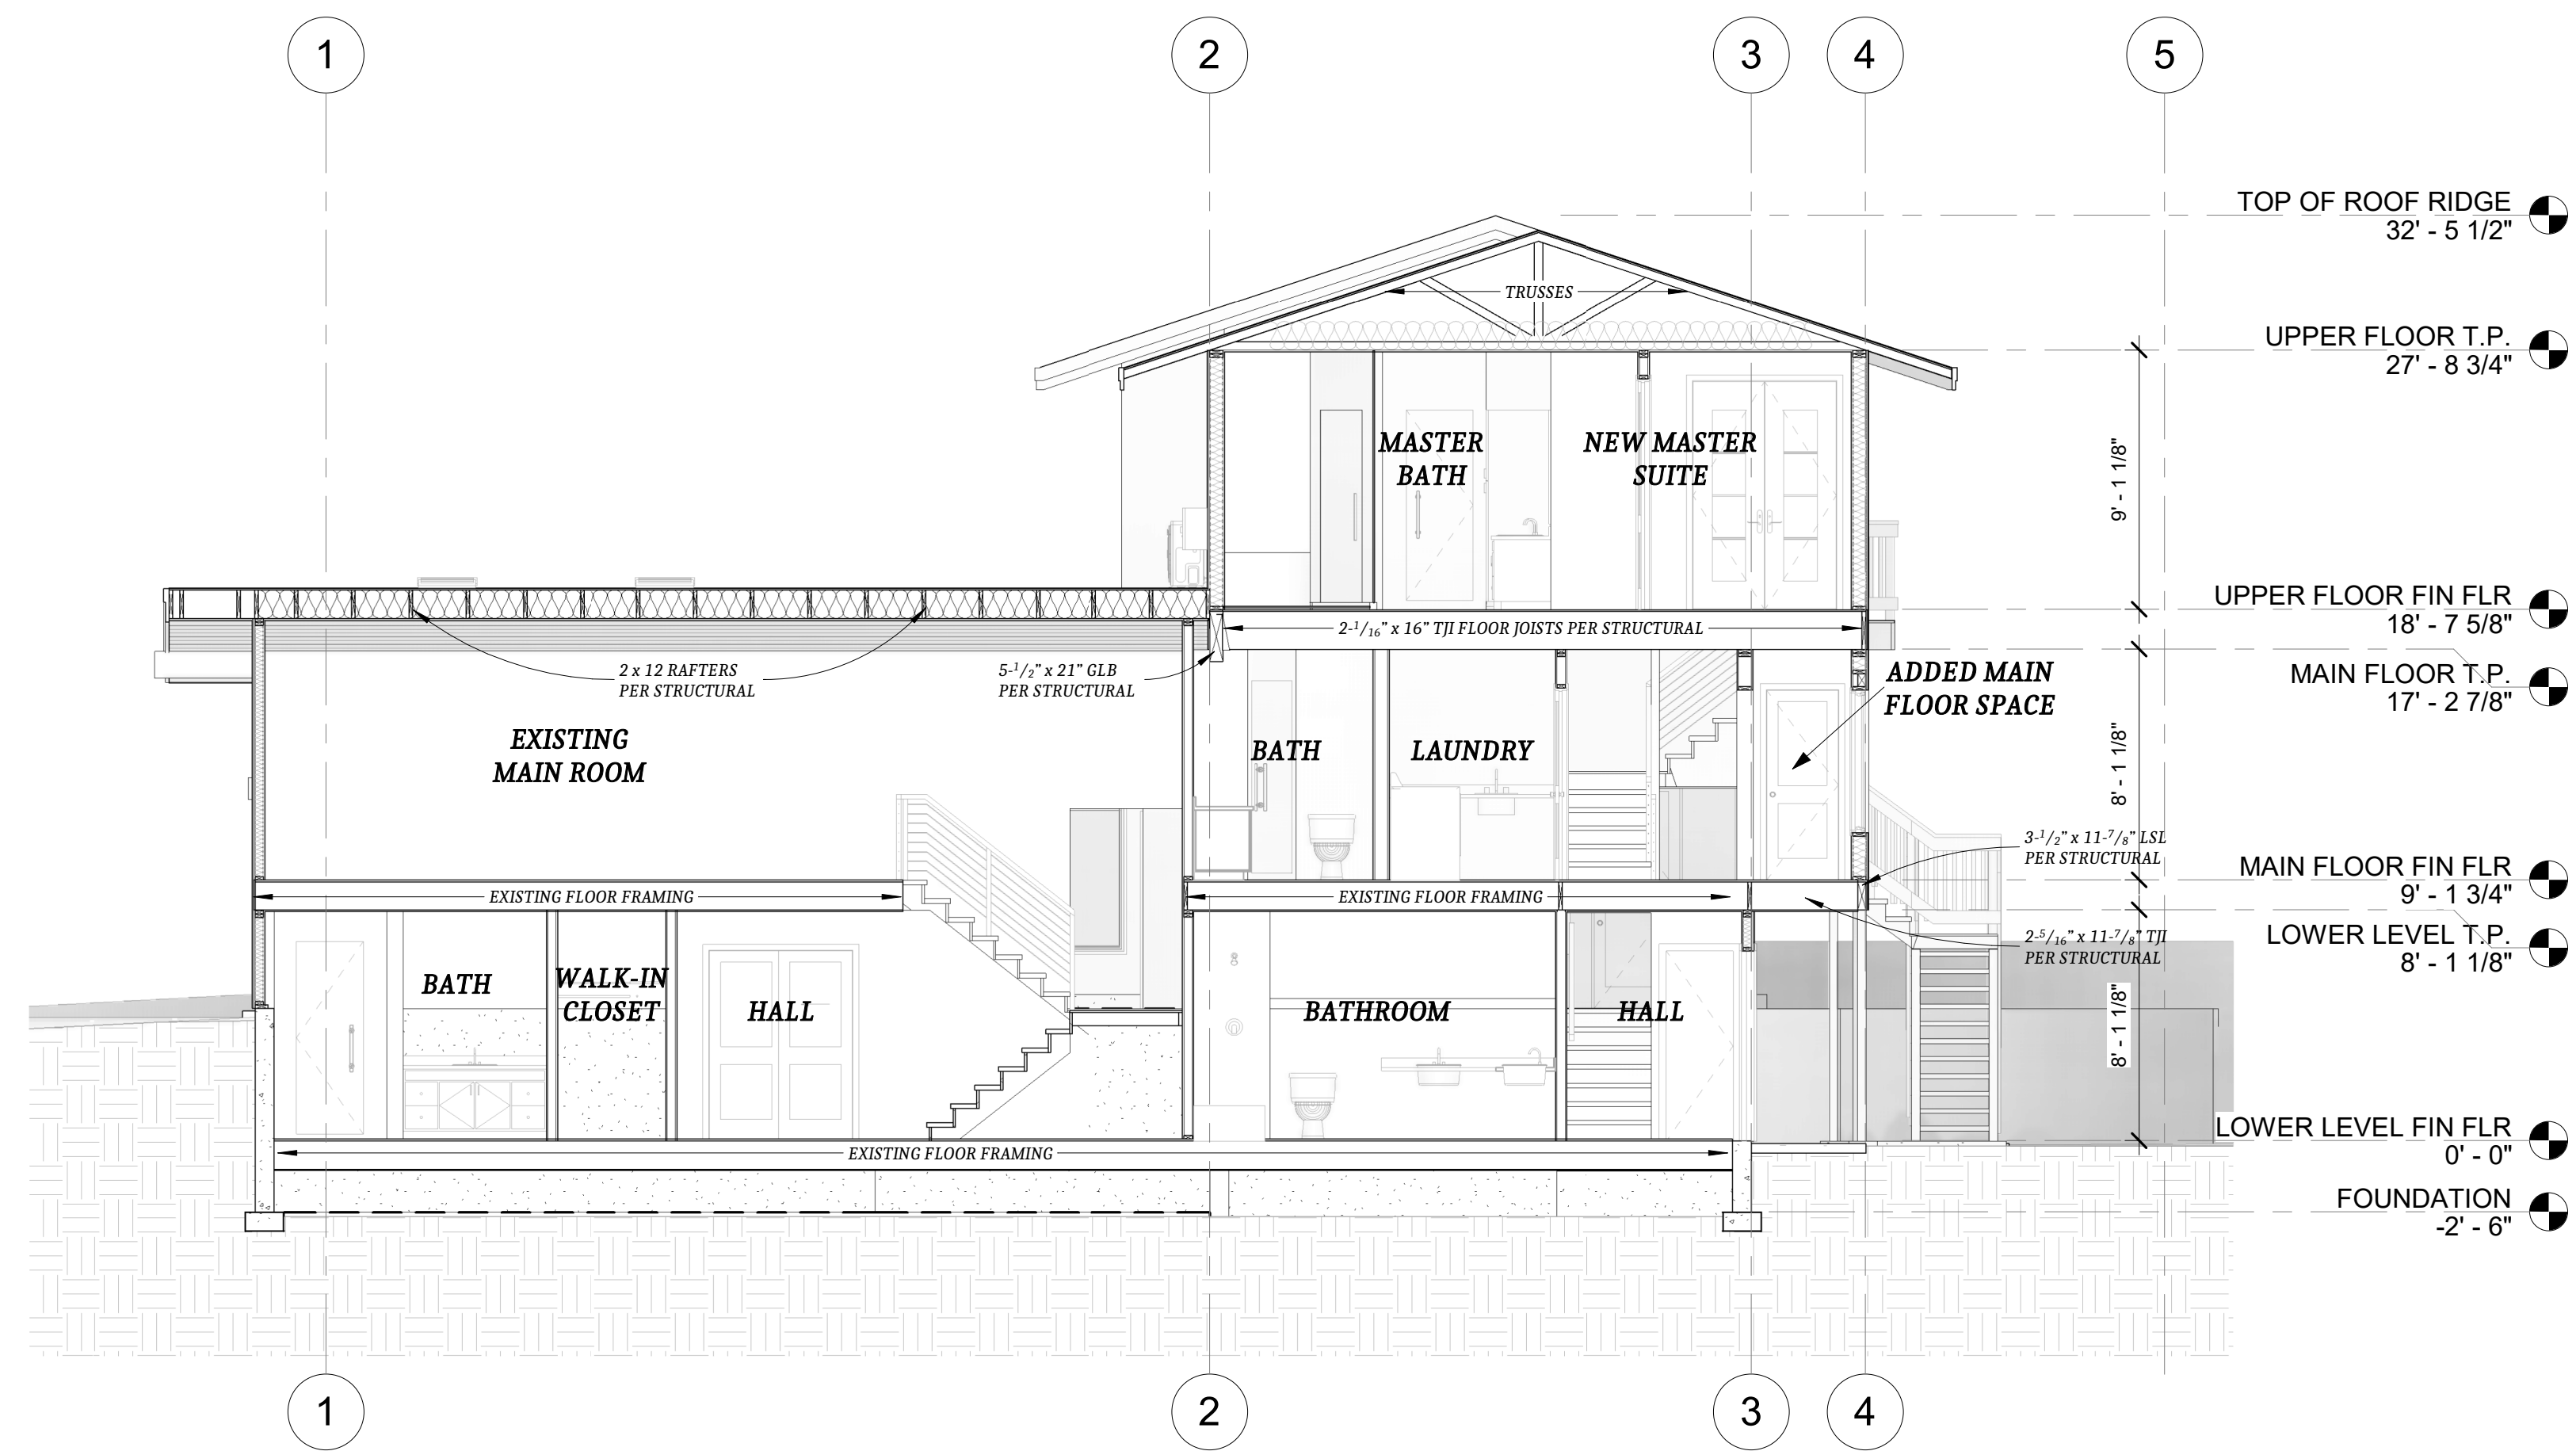 1
2
3
4
5
TOP OF ROOF RIDGE
32' - 5 1/2"
TRUSSES
UPPER FLOOR T.P.
27' - 8 3/4"
MASTER
BATH
NEW MASTER
SUITE
9' - 1 1/8"
UPPER FLOOR FIN FLR
18' - 7 5/8"
2-1/16” x 16” TJI FLOOR JOISTS PER STRUCTURAL
2 x 12 RAFTERS
PER STRUCTURAL
5-1/2” x 21” GLB
PER STRUCTURAL
ADDED MAIN
FLOOR SPACE
MAIN FLOOR T.P.
17' - 2 7/8"
EXISTING
MAIN ROOM
BATH
LAUNDRY
8' - 1 1/8"
3-1/2” x 11-7/8” LSL
PER STRUCTURAL
MAIN FLOOR FIN FLR
9' - 1 3/4"
EXISTING FLOOR FRAMING
EXISTING FLOOR FRAMING
2-5/16” x 11-7/8” TJI
PER STRUCTURAL
LOWER LEVEL T.P.
8' - 1 1/8"
BATH
WALK-IN
CLOSET
HALL
BATHROOM
HALL
8' - 1 1/8"
LOWER LEVEL FIN FLR
0' - 0"
EXISTING FLOOR FRAMING
FOUNDATION
-2' - 6"
1
2
3
4